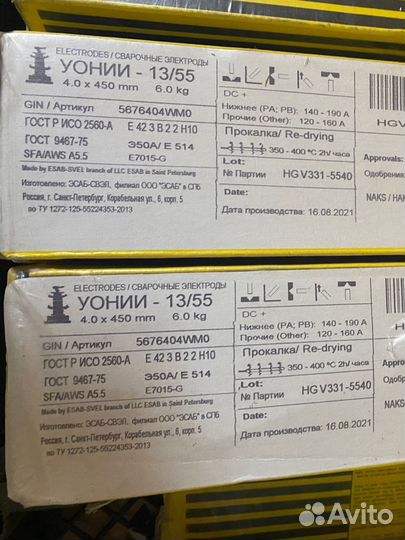 ELECTRODES / СВАРОЧНЫЕ ЭЛЕКТРОДЫ
УОНИИ - 13/55
4.0 x 450 mm 6.0 kg
GIN / Артикул 5676404WM0
ГОСТ Р ИСО 2560-А E 42 3 B 2 2 H10
ГОСТ 9467-75 Э50А/ E 514
SFA/AWS A5.5 E7015-G
Made by ESAB-SVEL branch of LLC ESAB in Saint Petersburg
Изготовлено: ЭСАБ-СВЭЛ, филиал ООО "ЭСАБ" в СПБ
Россия, г. Санкт-Петербург, Корабельная ул., 6, корп. 5
по ТУ 1272-125-55224353-2013
DC +
Нижнее (PA; PB): 140 - 190 A
Прочие (Other): 120 - 160 A
Прокалка/ Re-drying
350 - 400 ºC 2h/ часа
Lot:
№ Партии HG V331-5540
Date:
Дата производства: 16.08.2021
HGV
Approvals:
Одобрения:
NAKS / НАК
ELECTRODES / СВАРОЧНЫЕ ЭЛЕКТРОДЫ
УОНИИ - 13/55
4.0 x 450 mm 6.0 kg
GIN / Артикул 5676404WM0
ГОСТ Р ИСО 2560-А E 42 3 B 2 2 H10
ГОСТ 9467-75 Э50А/ E 514
SFA/AWS A5.5 E7015-G
Made by ESAB-SVEL branch of LLC ESAB in Saint Petersburg
Изготовлено: ЭСАБ-СВЭЛ, филиал ООО "ЭСАБ" в СПБ
Россия, г. Санкт-Петербург, Корабельная ул., 6, корп. 5
по ТУ 1272-125-55224353-2013
DC +
Нижнее (PA; PB): 140 - 190 A
Прочие (Other): 120 - 160 A
Прокалка/ Re-drying
350 - 400 ºC 2h/ часа
Lot:
№ Партии HG V331-5540
Date:
Дата производства: 16.08.2021
HG
Appr
Одоб
NAKS
Avito